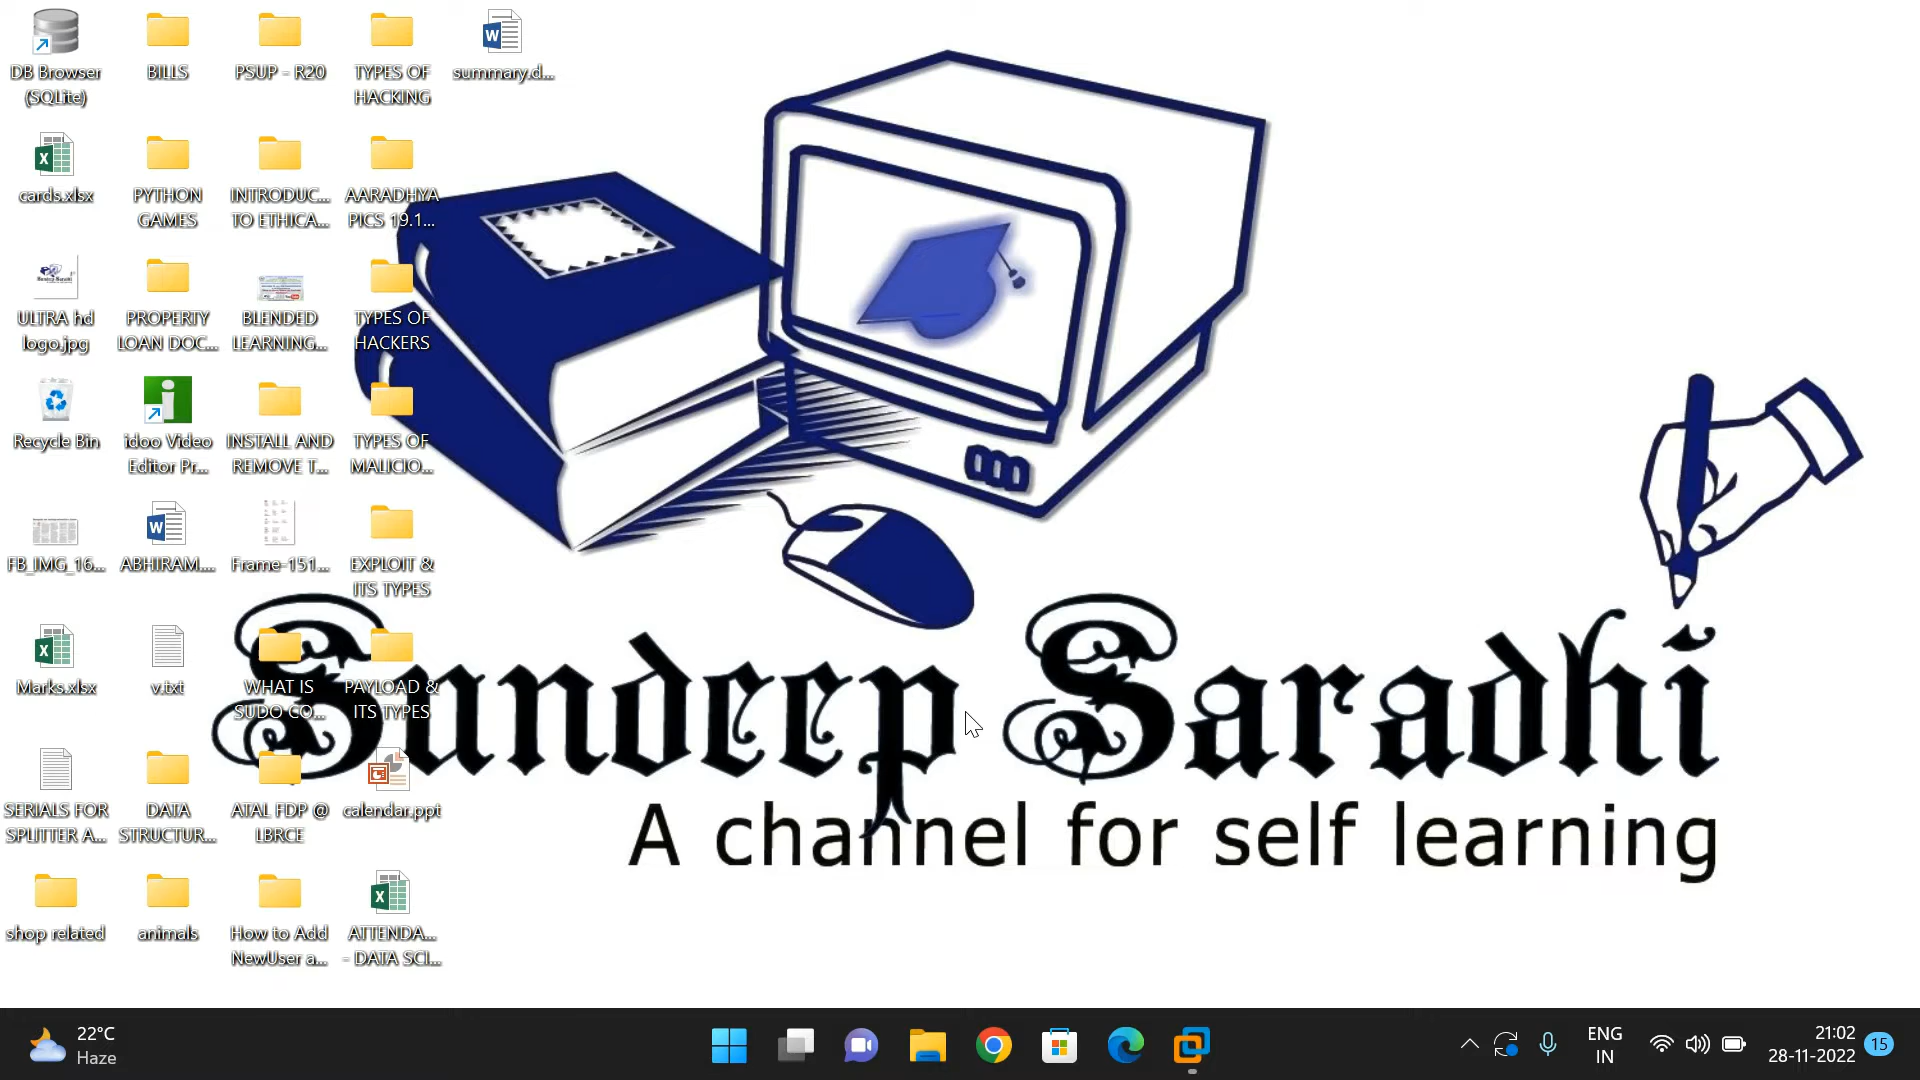 DB Browser
(SQLite)
BILLS
PSUP - R20
TYPES OF
HACKING
summary.d...
cards.xlsx
PYTHON
GAMES
INTRODUC...
TO ETHICA...
AARADHYA
PICS 19.1...
ULTRA hd
logo.jpg
PROPERTY
LOAN DOC...
BLENDED
LEARNING...
TYPES OF
HACKERS
Recycle Bin
idoo Video
Editor Pr...
INSTALL AND
REMOVE T...
TYPES OF
MALICIO...
FB_IMG_16...
ABHIRAM....
Frame-151...
EXPLOIT &
ITS TYPES
Marks.xlsx
v.txt
WHAT IS
SUDO CO...
PAYLOAD &
ITS TYPES
Sundeep Saradhi
SERIALS FOR
SPLITTER A...
DATA
STRUCTUR...
ATAL FDP @
LBRCE
calendar.ppt
A channel for self learning
shop related
animals
How to Add
NewUser a...
ATTENDA...
- DATA SCI...
22°C
Haze
ENG
IN
21:02
28-11-2022
15